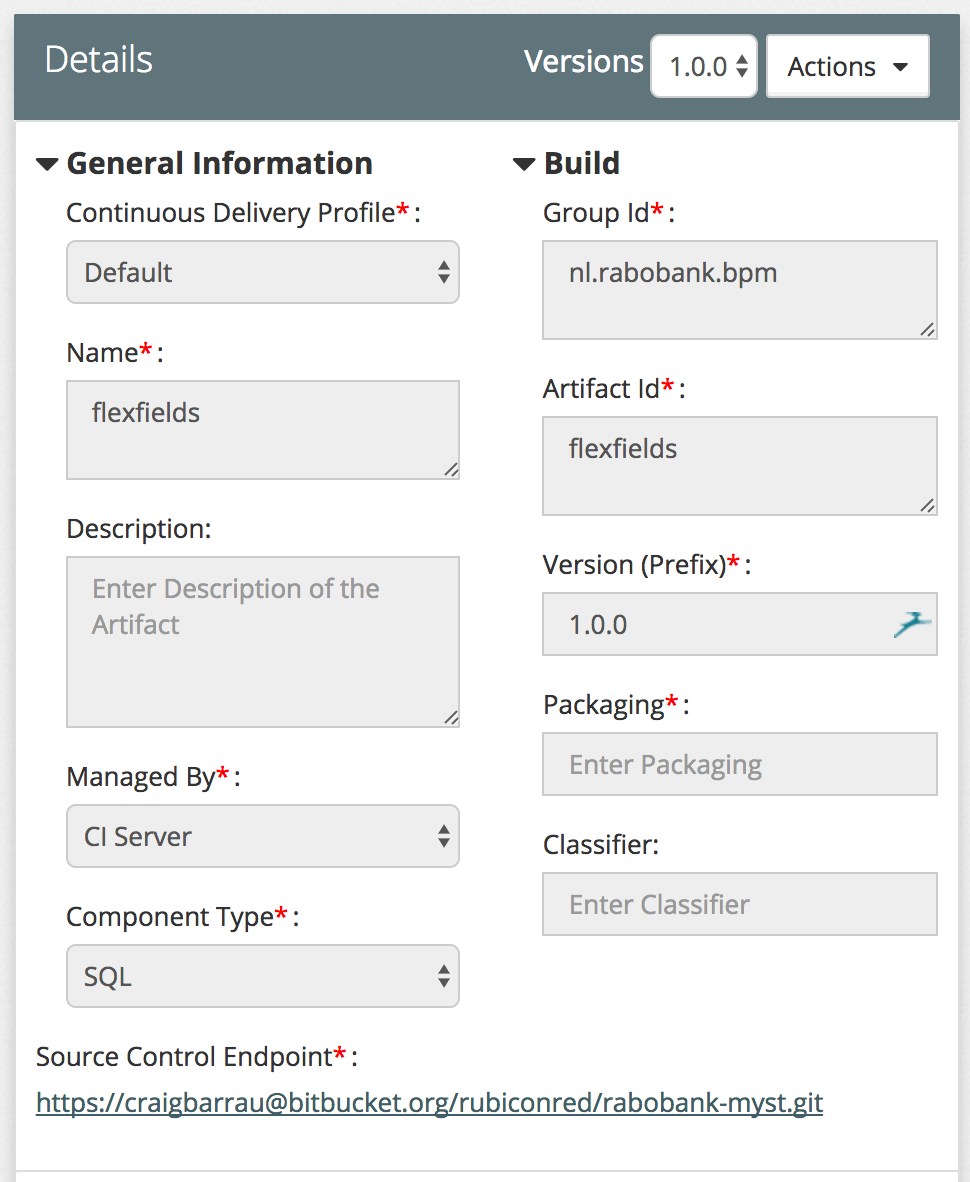 Details
Versions 1.0.0 Actions
General Information
Continuous Delivery Profile*:
Default
Name*:
flexfields
Description:
Enter Description of the
Artifact
Managed By*:
CI Server
Component Type*:
SQL
Build
Group Id*:
nl.rabobank.bpm
Artifact Id*:
flexfields
Version (Prefix)*:
1.0.0
Packaging*:
Enter Packaging
Classifier:
Enter Classifier
Source Control Endpoint*:
https://craigbarrau@bitbucket.org/rubiconred/rabobank-myst.git